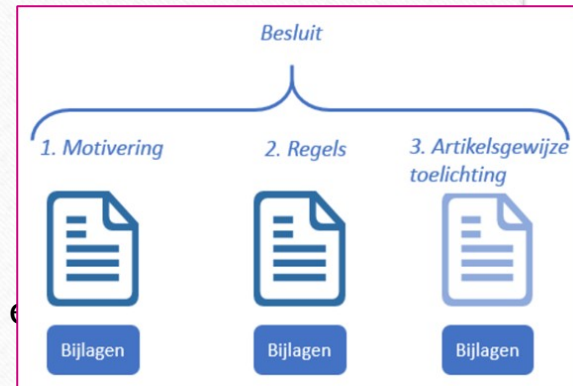 Besluit
1. Motivering
2. Regels
3. Artikelsgewijze
toelichting
Bijlagen
Bijlagen
Bijlagen